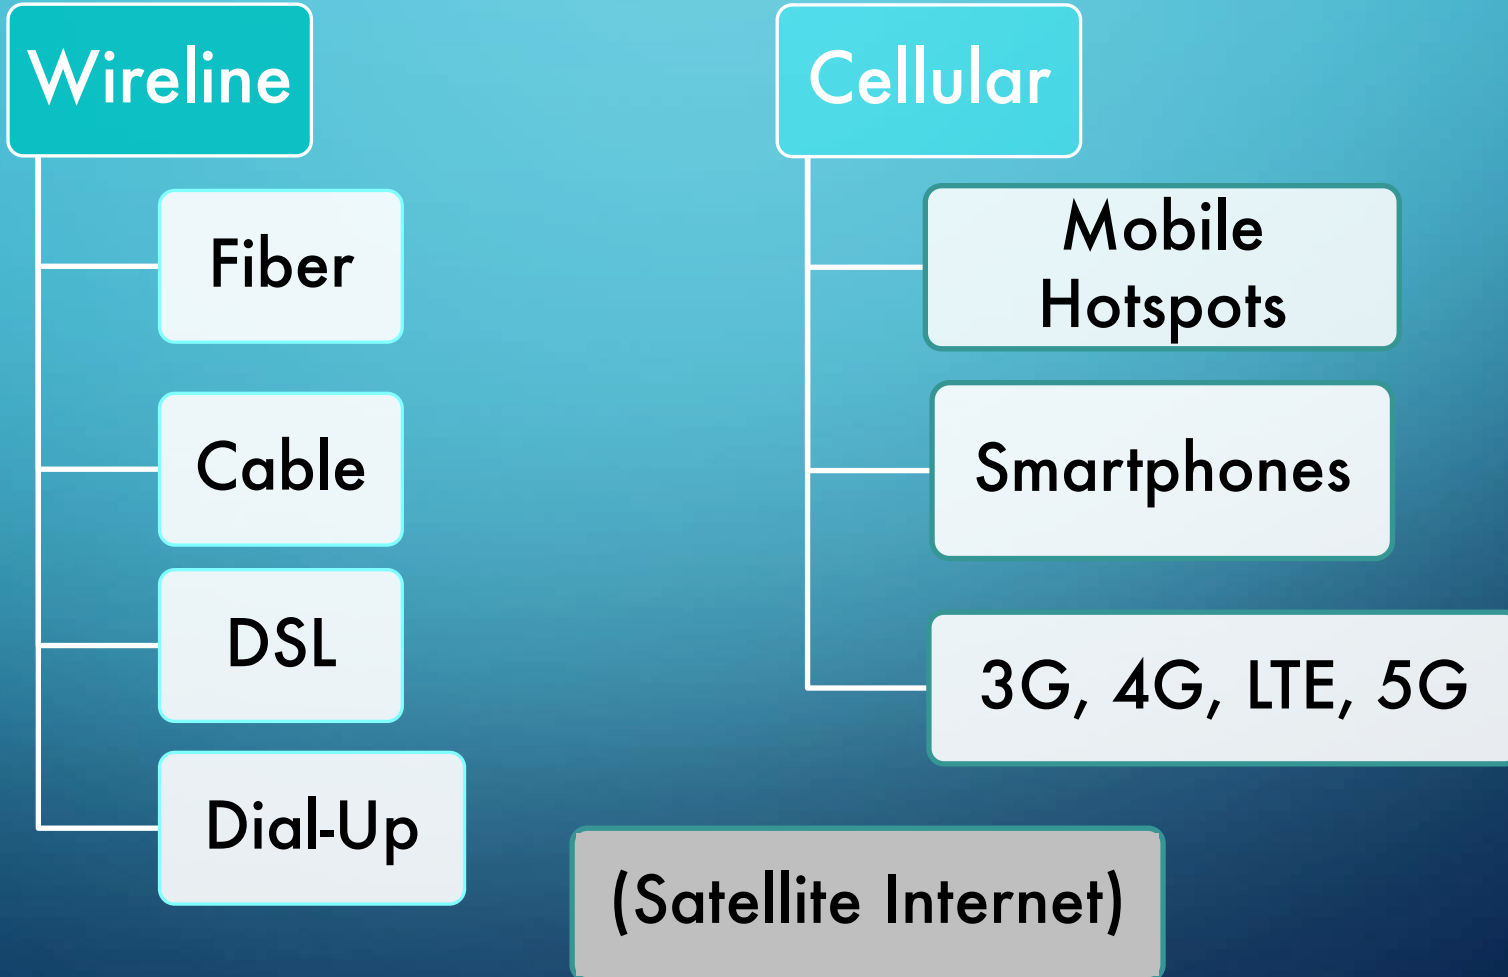 Wireline
Fiber
Cable
DSL
Dial-Up
Cellular
Mobile
Hotspots
Smartphones
3G, 4G, LTE, 5G
(Satellite Internet)